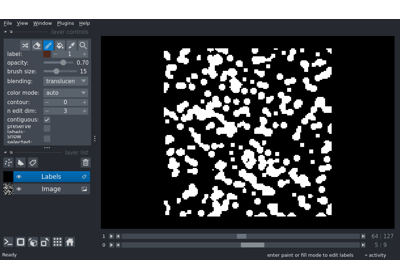 File View Window Plugins Help
layer controls
label: 1
opacity: 0.70
brush size: 15
blending: translucen
color mode: auto
contour: 0
n edit dim: 3
contiguous:
preserve labels:
show selected:
layer list
Labels
Image
1 64 127
0 5 9
Ready enter paint or fill mode to edit labels activity